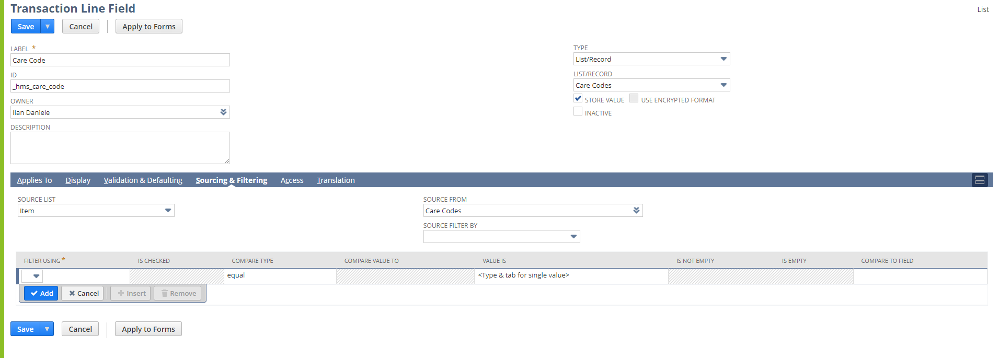 Transaction Line Field
List
Save
Cancel
Apply to Forms
LABEL *
Care Code
ID
_hms_care_code
OWNER
Ilan Daniele
DESCRIPTION
TYPE
List/Record
LIST/RECORD
Care Codes
STORE VALUE USE ENCRYPTED FORMAT
INACTIVE
Applies To Display Validation & Defaulting Sourcing & Filtering Access Translation
SOURCE LIST
Item
SOURCE FROM
Care Codes
SOURCE FILTER BY
FILTER USING * IS CHECKED COMPARE TYPE COMPARE VALUE TO VALUE IS IS NOT EMPTY IS EMPTY COMPARE TO FIELD
equal <Type & tab for single value>
Add Cancel Insert Remove
Save Cancel Apply to Forms